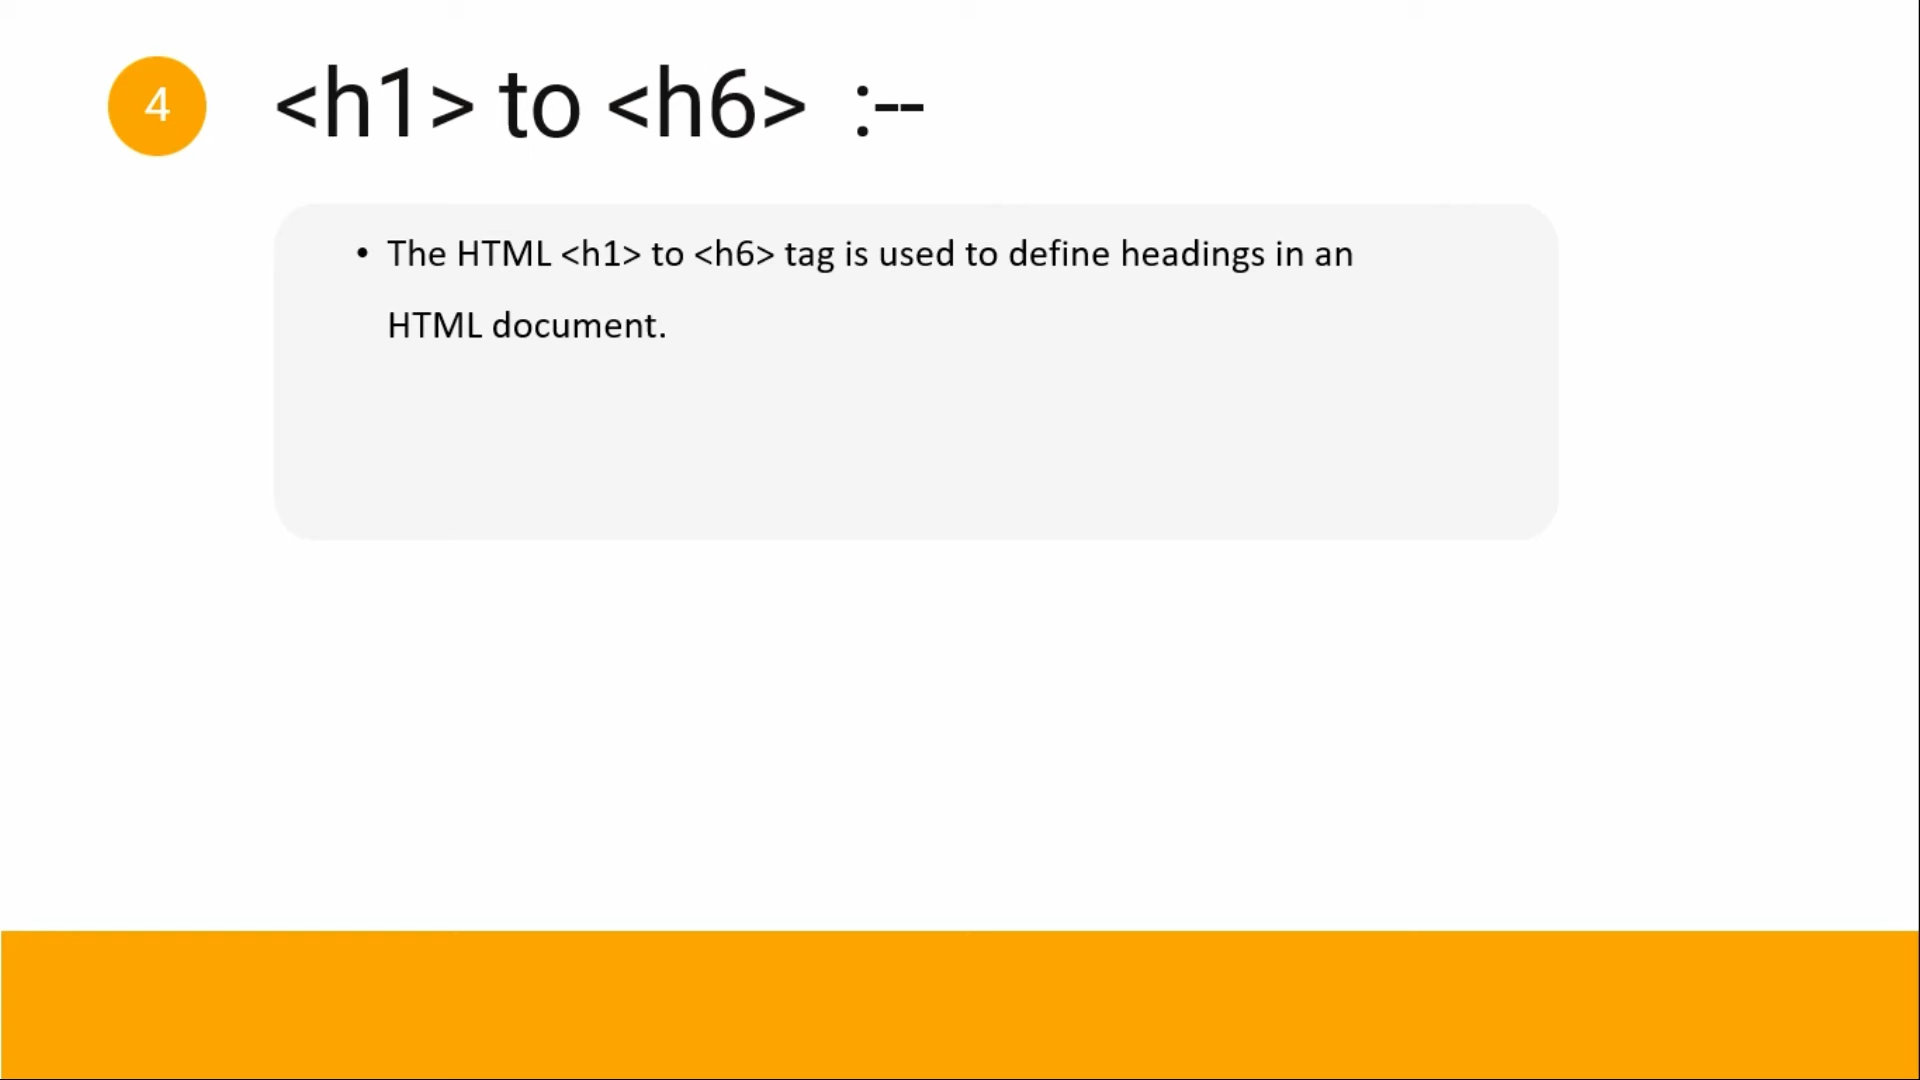 4
<h1> to <h6> :--
• The HTML <h1> to <h6> tag is used to define headings in an
HTML document.